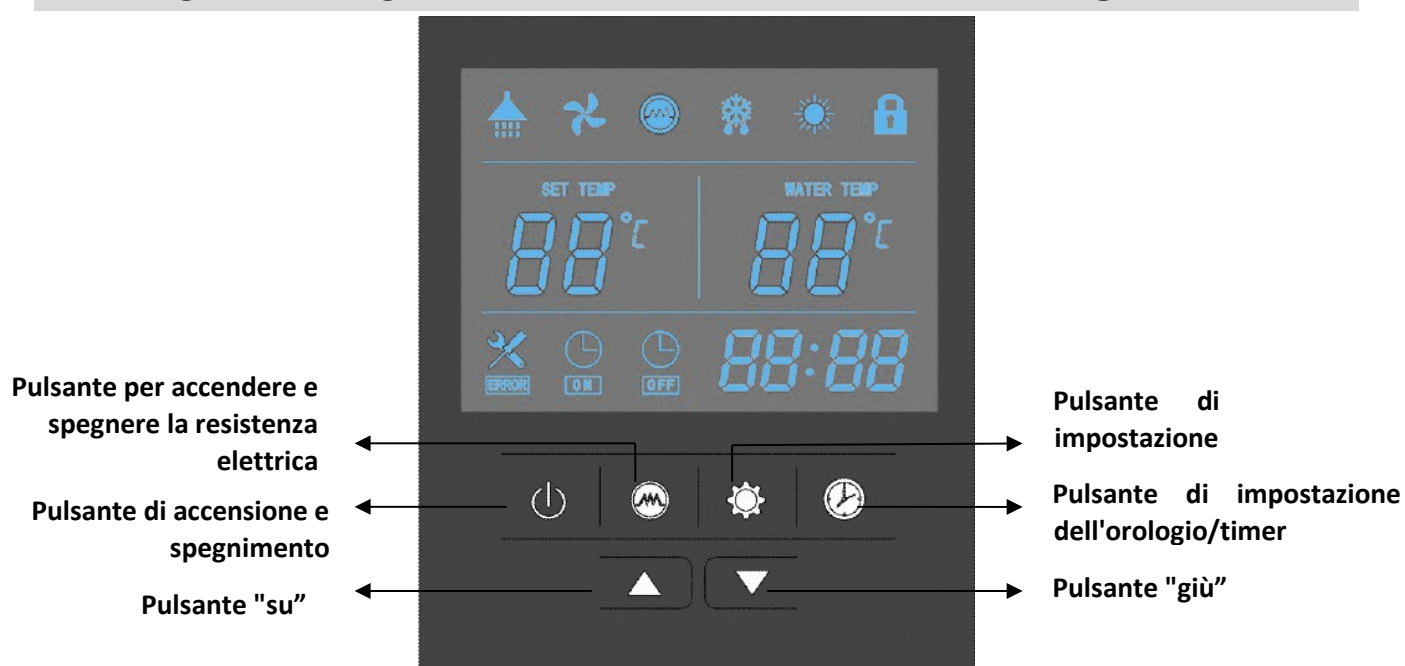 SET TEMP
WATER TEMP
88°C
88°C
ERROR
ON
OFF
88:88
Pulsante per accendere e
spegnere la resistenza
elettrica
Pulsante di accensione e
spegnimento
Pulsante "su”
Pulsante di
impostazione
Pulsante di impostazione
dell'orologio/timer
Pulsante "giù”